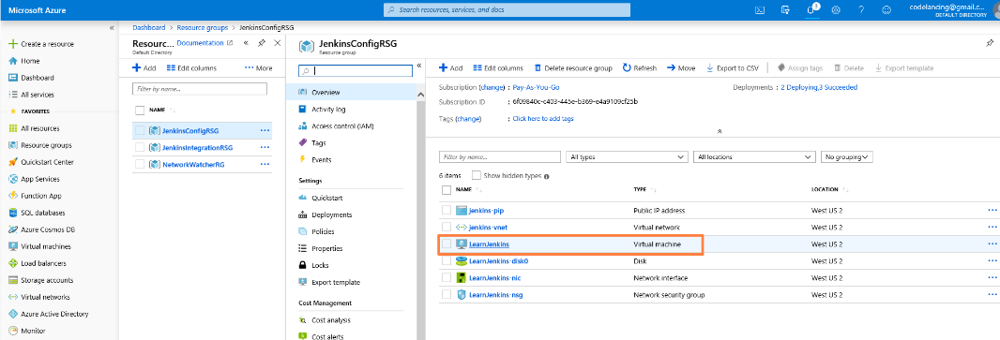 Microsoft Azure
Search resources, services, and docs
3
codelancing@gmail.c...
DEFAULT DIRECTORY
Dashboard > Resource groups > JenkinsConfigRSG
Create a resource
Home
Dashboard
All services
FAVORITES
All resources
Resource groups
Quickstart Center
App Services
Function App
SQL databases
Azure Cosmos DB
Virtual machines
Load balancers
Storage accounts
Virtual networks
Azure Active Directory
Monitor
Resourc... Documentation
Default Directory
Add Edit columns ... More
Filter by name...
NAME
JenkinsConfigRSG
JenkinsIntegrationRSG
NetworkWatcherRG
JenkinsConfigRSG
Resource group
Overview
Activity log
Access control (IAM)
Tags
Events
Settings
Quickstart
Deployments
Policies
Properties
Locks
Export template
Cost Management
Cost analysis
Cost alerts
Add Edit columns Delete resource group Refresh Move Export to CSV Assign tags Delete Export template
Subscription (change) : Pay-As-You-Go Deployments : 2 Deploying,3 Succeeded
Subscription ID : 6f09840c-c403-445e-b369-e4a9109cf25b
Tags (change) : Click here to add tags
Filter by name... All types All locations No grouping
6 items Show hidden types
NAME TYPE LOCATION
jenkins-pip Public IP address West US 2
jenkins-vnet Virtual network West US 2
LearnJenkins Virtual machine West US 2
LearnJenkins-disk0 Disk West US 2
LearnJenkins-nic Network interface West US 2
LearnJenkins-nsg Network security group West US 2